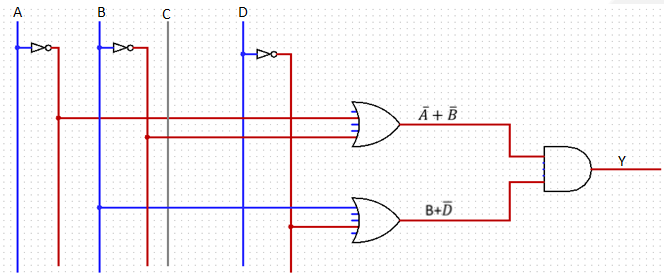 A B C D
Ā + B̄
Y
B+D̄